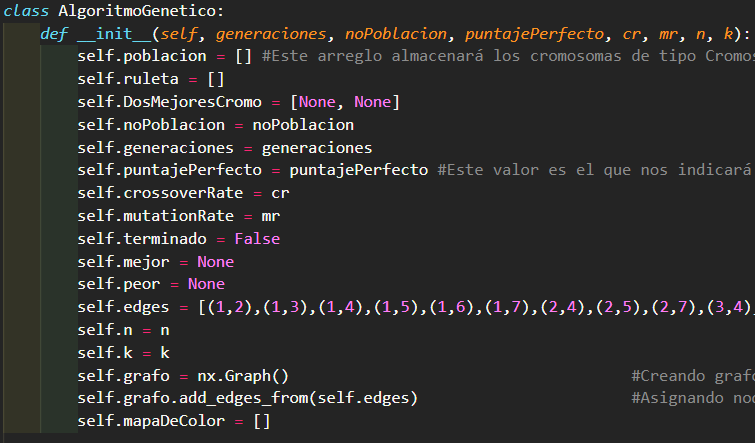 class AlgoritmoGenetico:
def __init__(self, generaciones, noPoblacion, puntajePerfecto, cr, mr, n, k):
self.poblacion = [] #Este arreglo almacenará los cromosomas de tipo Cromos
self.ruleta = []
self.DosMejoresCromo = [None, None]
self.noPoblacion = noPoblacion
self.generaciones = generaciones
self.puntajePerfecto = puntajePerfecto #Este valor es el que nos indicará
self.crossoverRate = cr
self.mutationRate = mr
self.terminado = False
self.mejor = None
self.peor = None
self.edges = [(1,2),(1,3),(1,4),(1,5),(1,6),(1,7),(2,4),(2,5),(2,7),(3,4),
self.n = n
self.k = k
self.grafo = nx.Graph() #Creando grafo
self.grafo.add_edges_from(self.edges) #Asignando nod
self.mapaDeColor = []